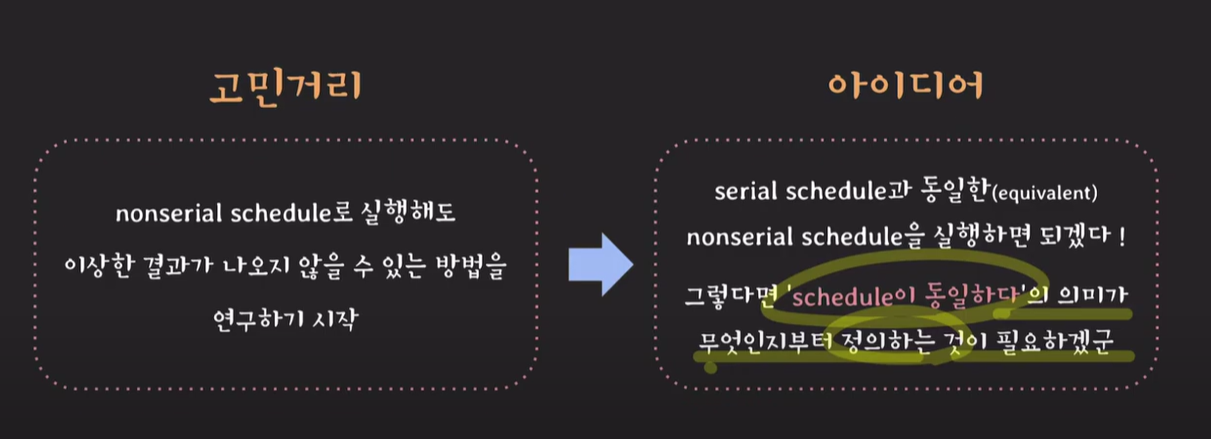 고민거리
nonserial schedule로 실행해도
이상한 결과가 나오지 않을 수 있는 방법을
연구하기 시작
아이디어
serial schedule과 동일한(equivalent)
nonserial schedule을 실행하면 되겠다 !
그렇다면 'schedule이 동일하다'의 의미가
무엇인지부터 정의하는 것이 필요하겠군